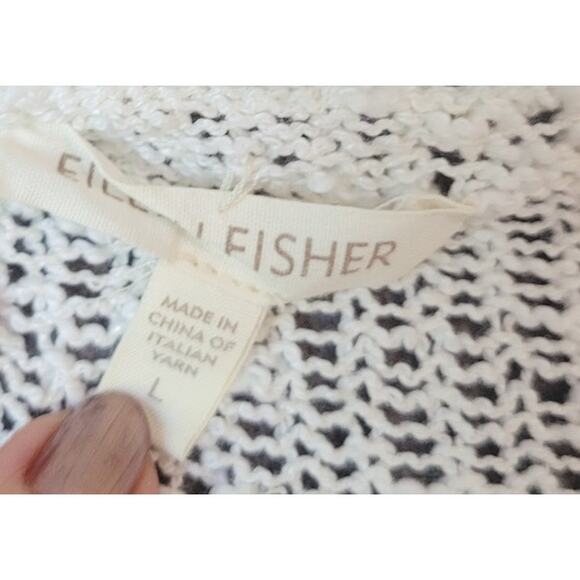 EILEEN FISHER
MADE IN
CHINA OF
ITALIAN
YARN
L